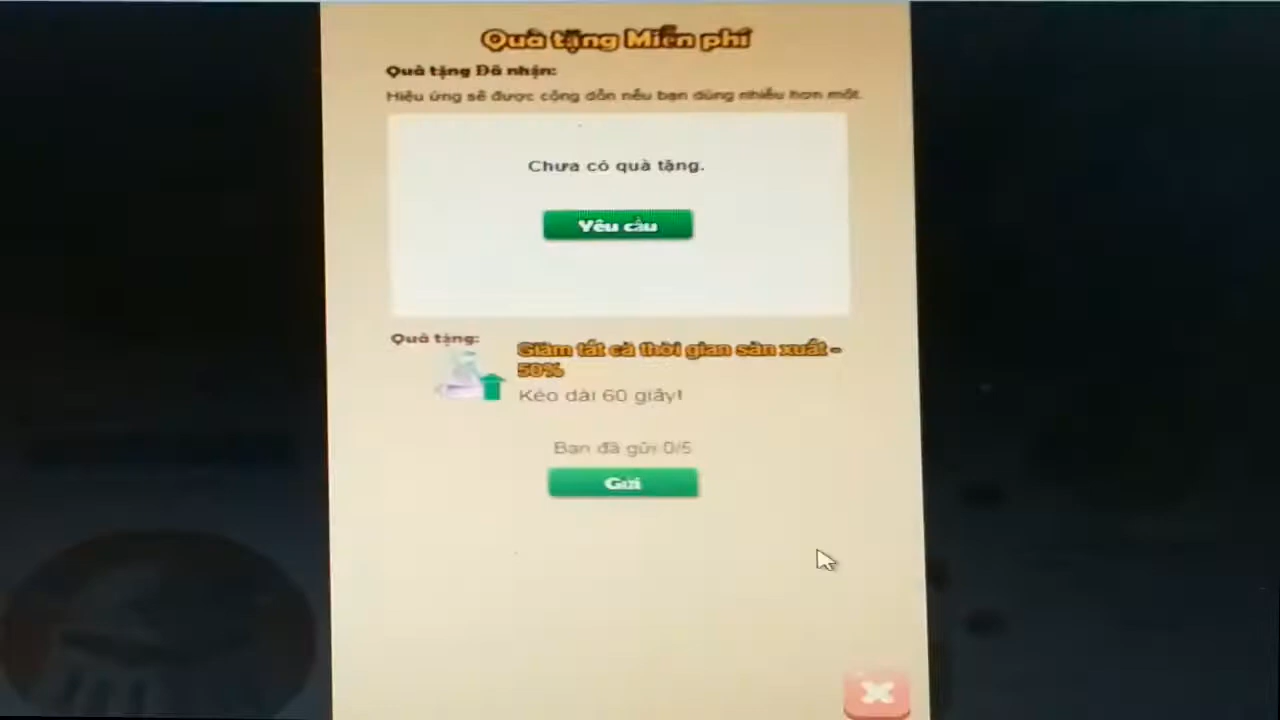 Quà tặng Miễn phí
Quà tặng Đã nhận:
Hiệu ứng sẽ được cộng dồn nếu bạn dùng nhiều hơn một.
Chưa có quà tặng.
Yêu cầu
Quà tặng:
Giảm tất cả thời gian sản xuất -
50%
Kéo dài 60 giây!
Bạn đã gửi 0/5
Gửi